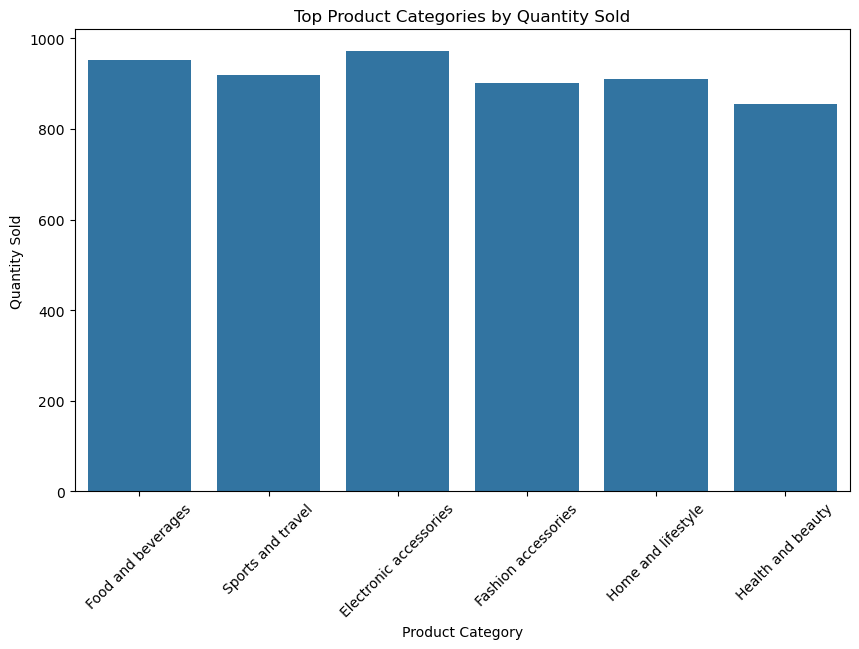 Top Product Categories by Quantity Sold
Quantity Sold
1000
800
600
400
200
0
Food and beverages
Sports and travel
Electronic accessories
Fashion accessories
Home and lifestyle
Health and beauty
Product Category